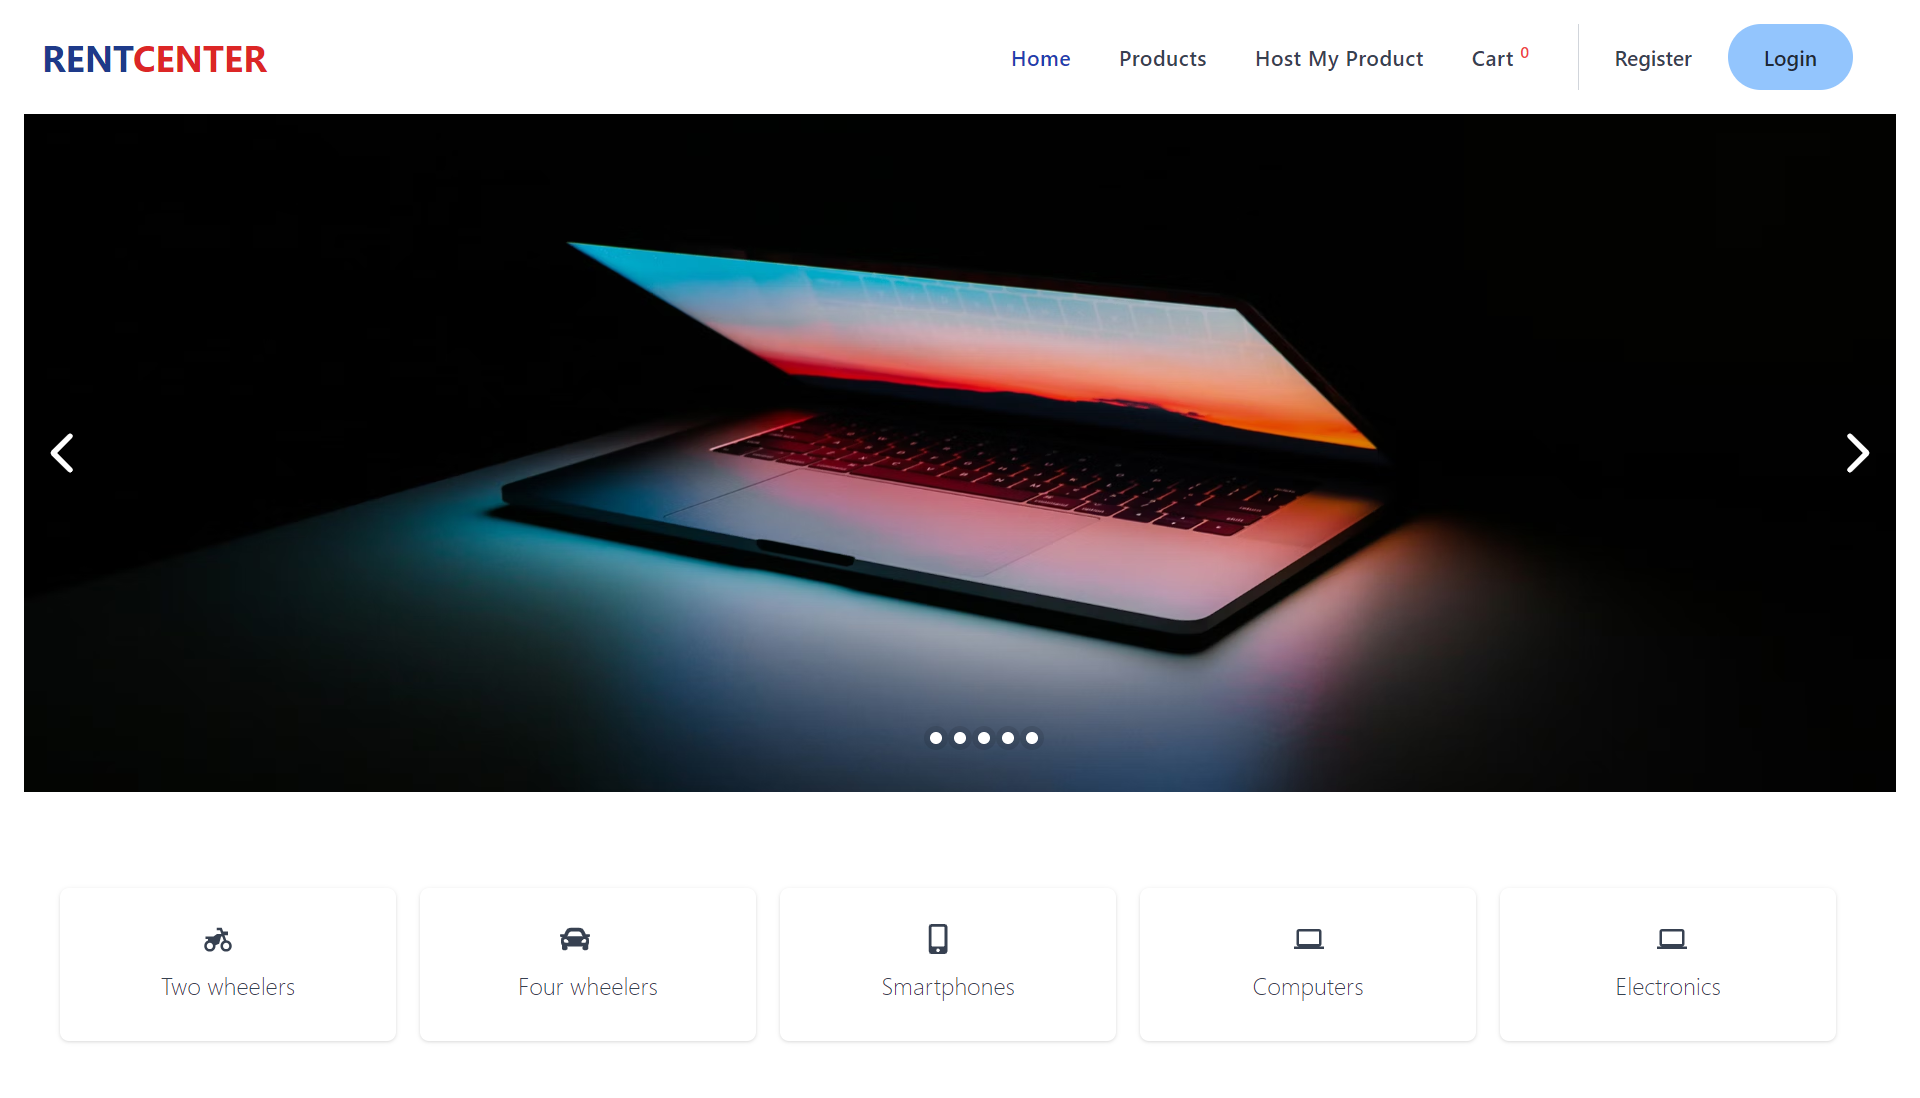 RENTCENTER
Home
Products
Host My Product
Cart 0
Register
Login
Two wheelers
Four wheelers
Smartphones
Computers
Electronics